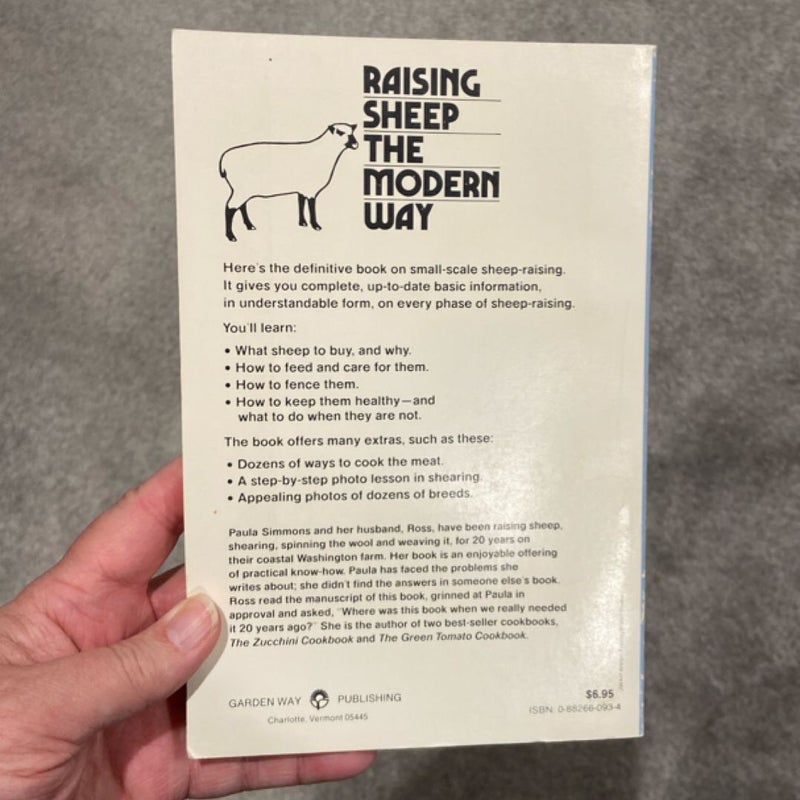 RAISING
SHEEP
THE
MODERN
WAY
Here's the definitive book on small-scale sheep-raising.
It gives you complete, up-to-date basic information,
in understandable form, on every phase of sheep-raising.
You'll learn:
• What sheep to buy, and why.
• How to feed and care for them.
• How to fence them.
• How to keep them healthy—and
what to do when they are not.
The book offers many extras, such as these:
• Dozens of ways to cook the meat.
• A step-by-step photo lesson in shearing.
• Appealing photos of dozens of breeds.
Paula Simmons and her husband, Ross, have been raising sheep,
shearing, spinning the wool and weaving it, for 20 years on
their coastal Washington farm. Her book is an enjoyable offering
of practical know-how. Paula has faced the problems she
writes about; she didn't find the answers in someone else's book.
Ross read the manuscript of this book, grinned at Paula in
approval and asked, "Where was this book when we really needed
it 20 years ago?" She is the author of two best-seller cookbooks,
The Zucchini Cookbook and The Green Tomato Cookbook.
GARDEN WAY PUBLISHING
Charlotte, Vermont 05445
$6.95
ISBN: 0-88266-093-4